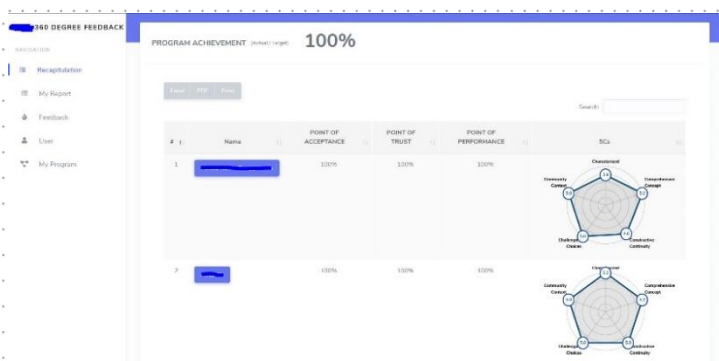 360 DEGREE FEEDBACK
NAVIGATION
Recapitulation
My Report
Feedback
User
My Program
PROGRAM ACHIEVEMENT (Actual / Target) 100%
Excel PDF Print
Search:
# Name POINT OF ACCEPTANCE POINT OF TRUST POINT OF PERFORMANCE 5Cs
1 100% 100% 100%
Characterized
Community Context
Comprehensive Concept
Challenge Choices
Constructive Continuity
2 100% 100% 100%
Community Context
Comprehensive Concept
Challenge Choices
Constructive Continuity